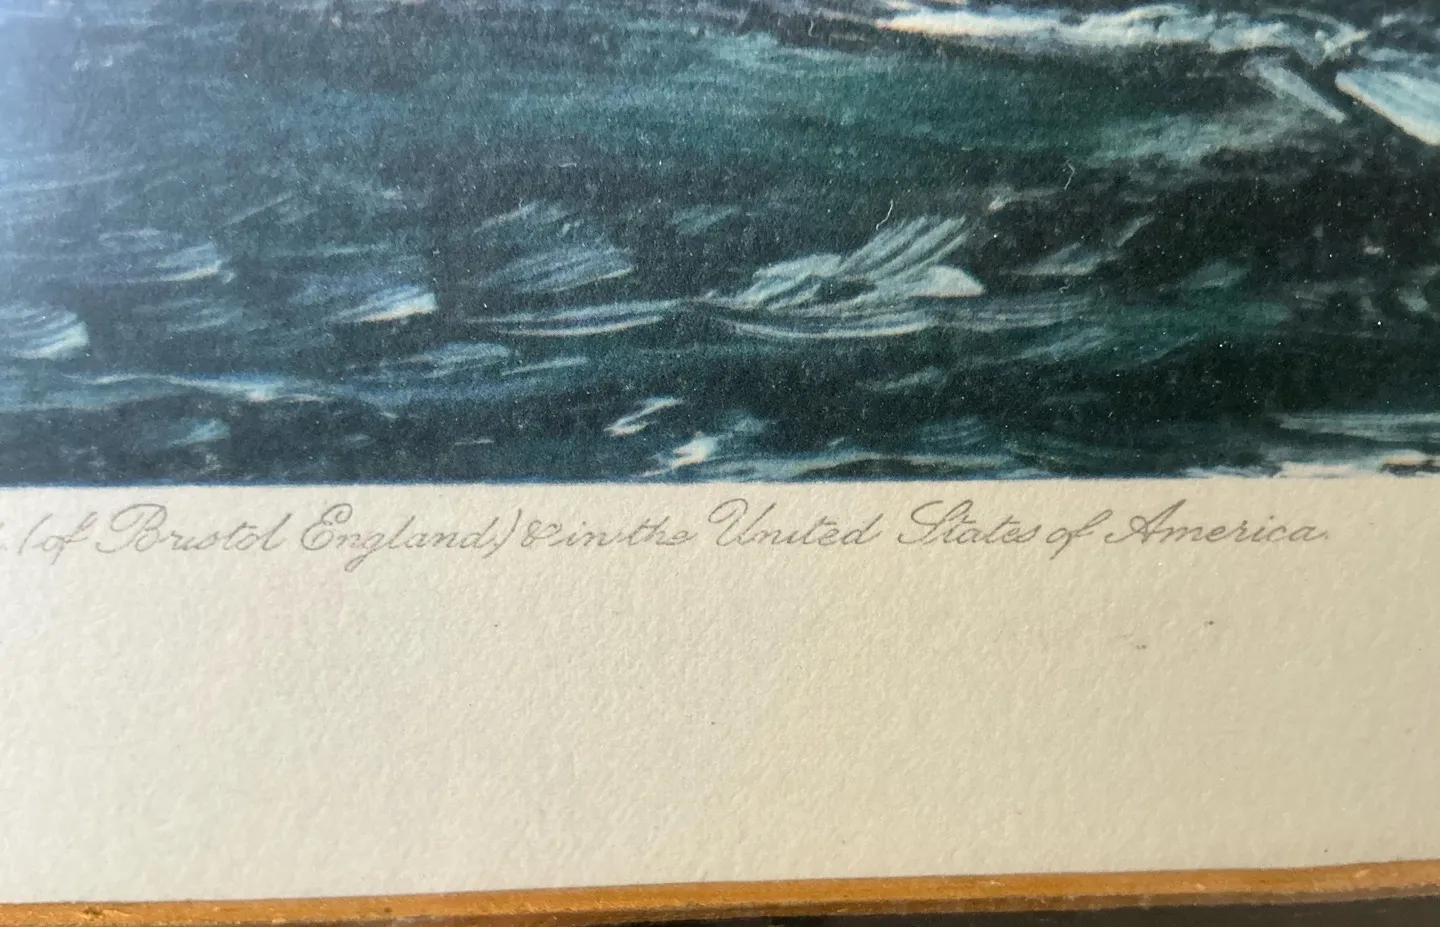 (of Bristol England,) & in the United States of America.